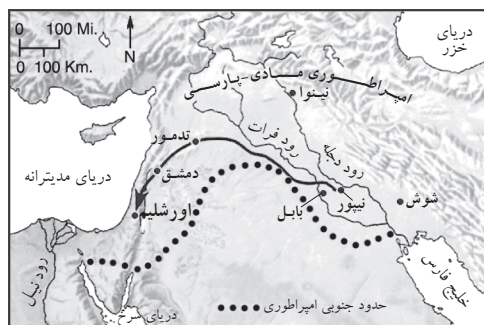 0 100 Mi.
0 100 Km.
N
دریای
خزر
امپراطوری مادی-پارسی
نینوا
رود دجله
رود فرات
تدمور
دمشق
دریای مدیترانه
اورشلیم
بابل
نیپور
شوش
خلیج فارس
رود نیل
دریای سرخ
حدود جنوبی امپراطوری